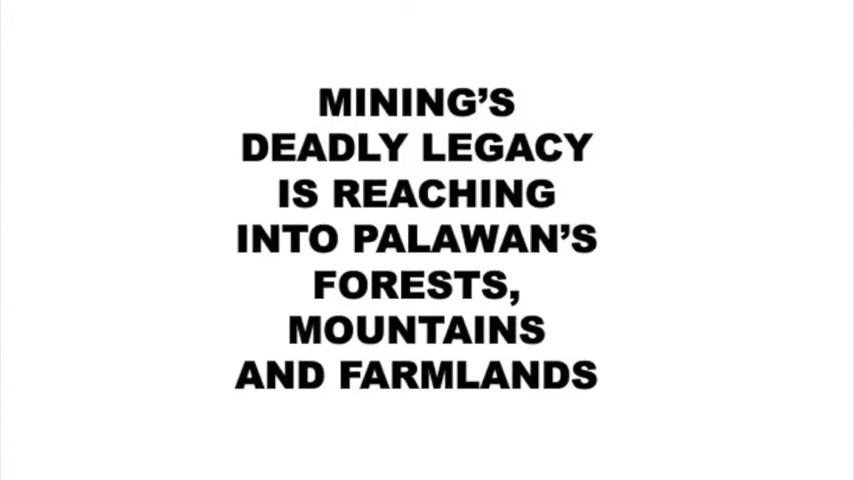 MINING’S
DEADLY LEGACY
IS REACHING
INTO PALAWAN’S
FORESTS,
MOUNTAINS
AND FARMLANDS